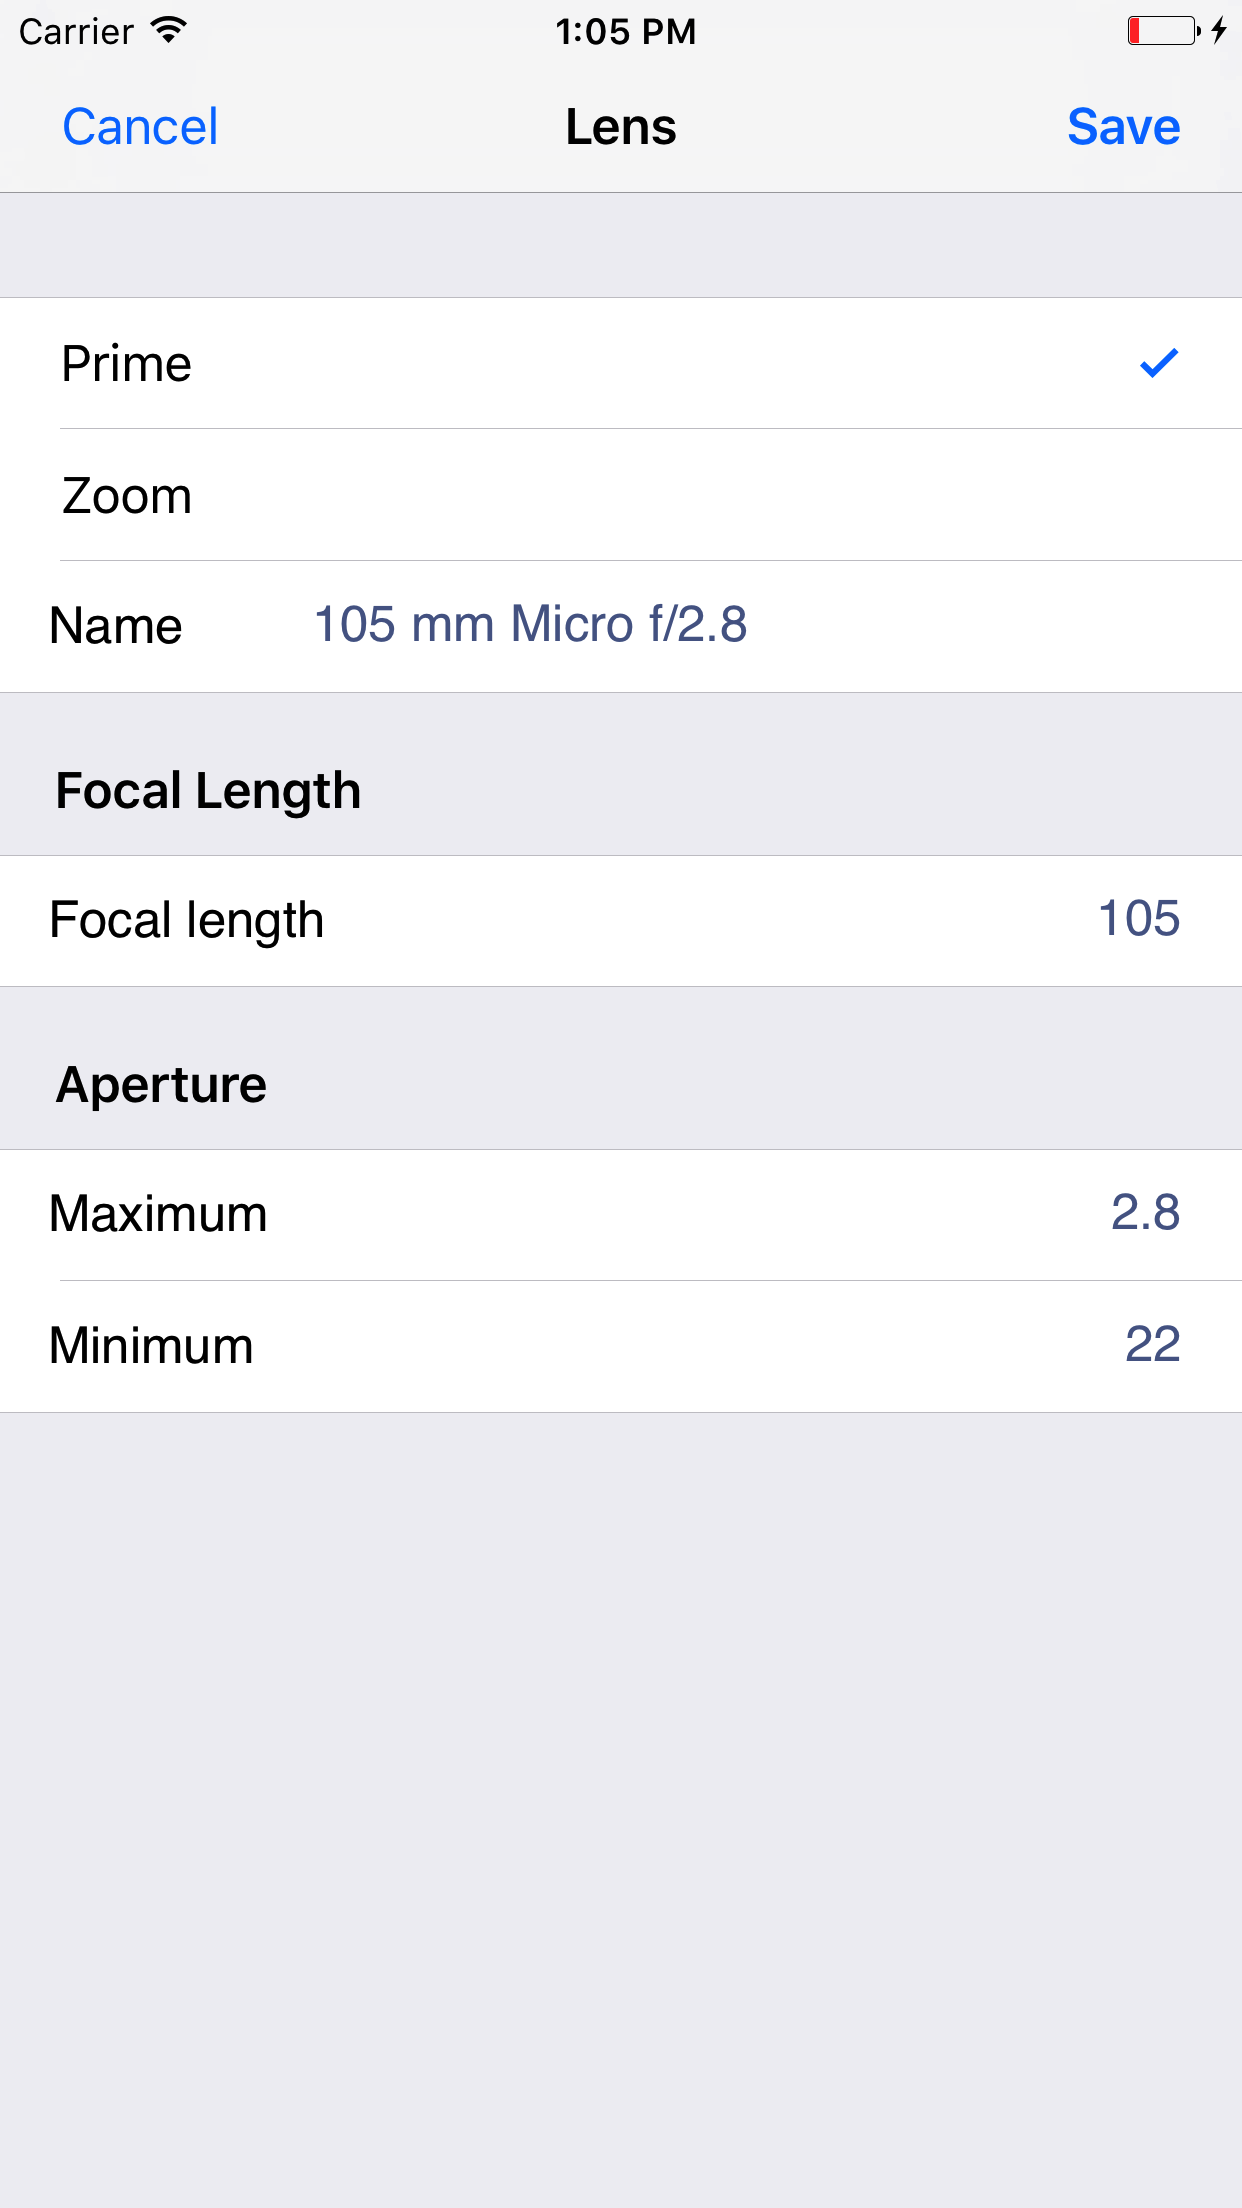 Carrier 1:05 PM
Cancel Lens Save
Prime
Zoom
Name 105 mm Micro f/2.8
Focal Length
Focal length 105
Aperture
Maximum 2.8
Minimum 22